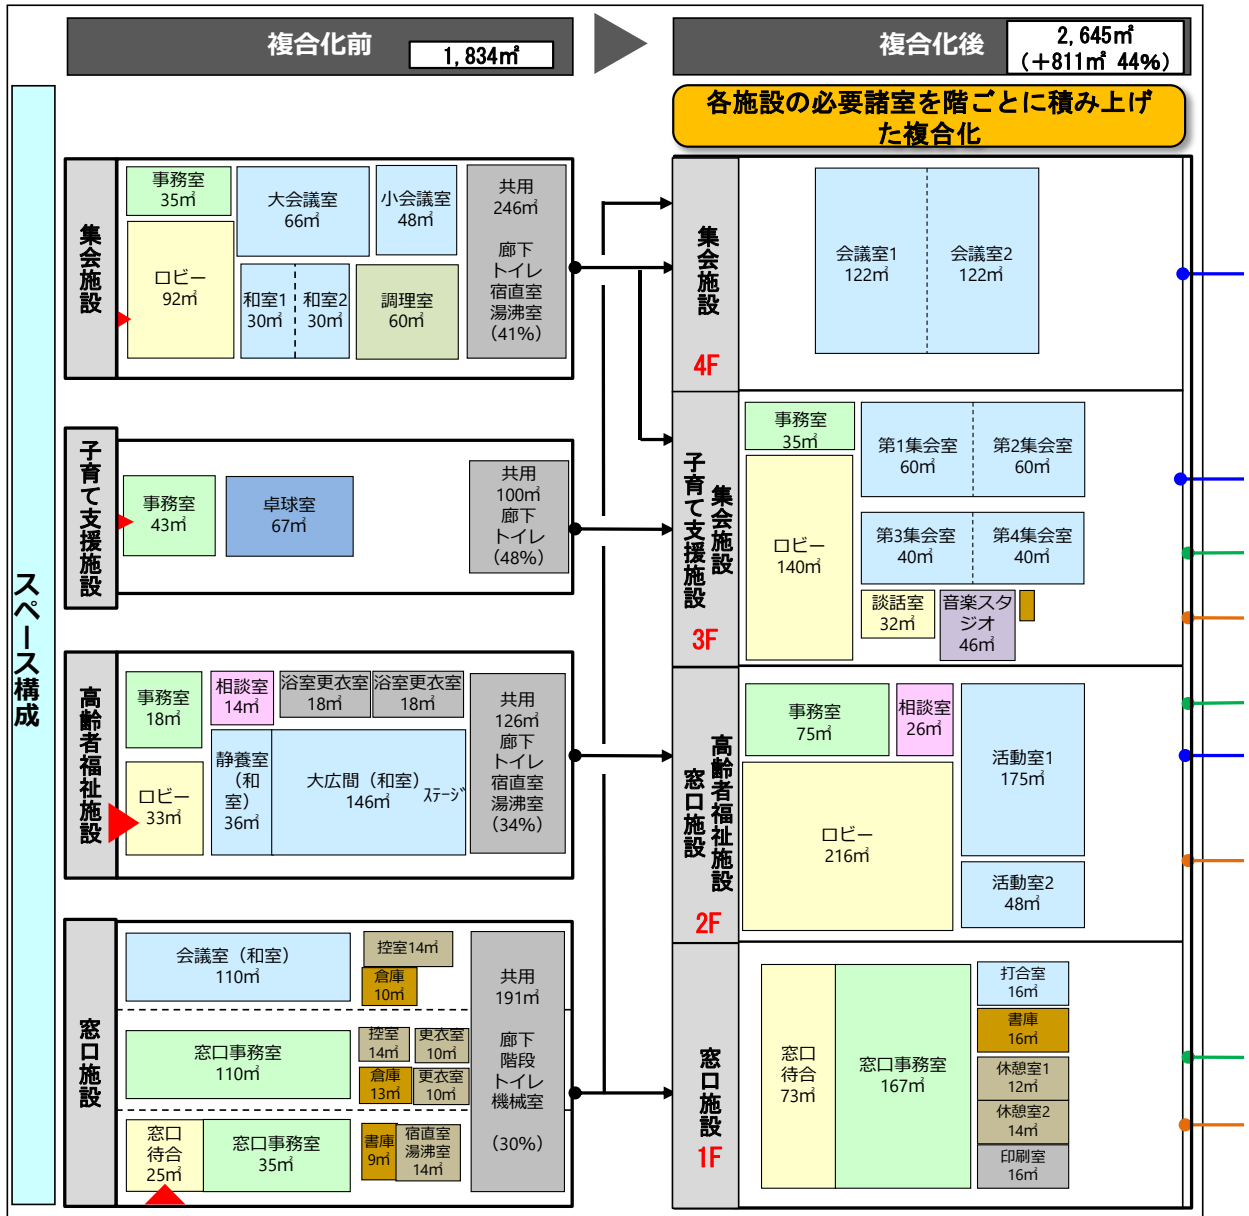 複合化前
1,834㎡
複合化後
2,645㎡
(＋811㎡ 44%)
各施設の必要諸室を階ごとに積み上げ
た複合化
スペース構成
集会施設
事務室
35㎡
大会議室
66㎡
小会議室
48㎡
ロビー
92㎡
和室1
30㎡
和室2
30㎡
調理室
60㎡
共用
246㎡
廊下
トイレ
宿直室
湯沸室
(41%)
子育て支援施設
事務室
43㎡
卓球室
67㎡
共用
100㎡
廊下
トイレ
(48%)
高齢者福祉施設
事務室
18㎡
相談室
14㎡
浴室更衣室
18㎡
浴室更衣室
18㎡
ロビー
33㎡
静養室
（和
室）
36㎡
大広間（和室）
146㎡
ｽﾃｰｼﾞ
共用
126㎡
廊下
トイレ
宿直室
湯沸室
(34%)
窓口施設
会議室（和室）
110㎡
控室14㎡
倉庫
10㎡
窓口事務室
110㎡
控室
14㎡
更衣室
10㎡
倉庫
13㎡
更衣室
10㎡
窓口
待合
25㎡
窓口事務室
35㎡
書庫
9㎡
宿直室
湯沸室
14㎡
共用
191㎡
廊下
階段
トイレ
機械室
(30%)
集会施設
4F
会議室1
122㎡
会議室2
122㎡
集会施設
子育て支援施設
3F
事務室
35㎡
ロビー
140㎡
第1集会室
60㎡
第2集会室
60㎡
第3集会室
40㎡
第4集会室
40㎡
談話室
32㎡
音楽スタ
ジオ
46㎡
高齢者福祉施設
窓口施設
2F
事務室
75㎡
相談室
26㎡
ロビー
216㎡
活動室1
175㎡
活動室2
48㎡
窓口施設
1F
窓口
待合
73㎡
窓口事務室
167㎡
打合室
16㎡
書庫
16㎡
休憩室1
12㎡
休憩室2
14㎡
印刷室
16㎡